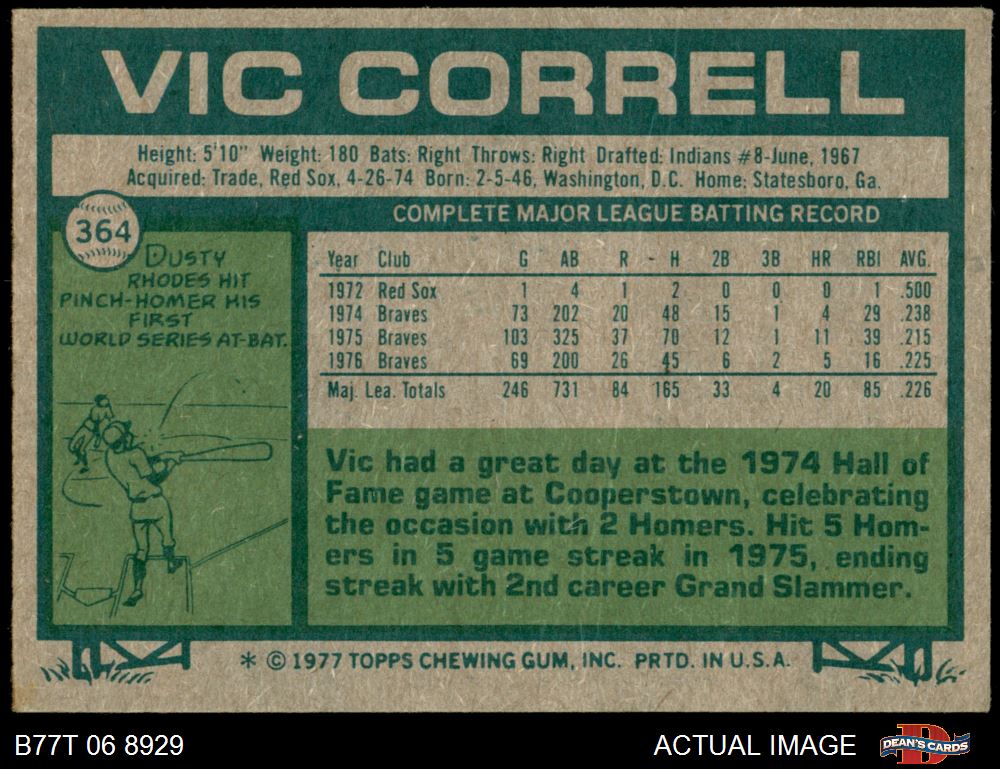 VIC CORRELL
Height: 5'10" Weight: 180 Bats: Right Throws: Right Drafted: Indians #8-June, 1967
Acquired: Trade, Red Sox, 4-26-74 Born: 2-5-46, Washington, D.C. Home: Statesboro, Ga.
364
DUSTY
RHODES HIT
PINCH-HOMER HIS
FIRST
WORLD SERIES AT-BAT.
COMPLETE MAJOR LEAGUE BATTING RECORD
Year Club G AB R H 2B 3B HR RBI AVG.
1972 Red Sox 1 4 1 2 0 0 0 1 .500
1974 Braves 73 202 20 48 15 1 4 29 .238
1975 Braves 103 325 37 70 12 1 11 39 .215
1976 Braves 69 200 26 45 6 2 5 16 .225
Maj. Lea. Totals 246 731 84 165 33 4 20 85 .226
Vic had a great day at the 1974 Hall of
Fame game at Cooperstown, celebrating
the occasion with 2 Homers. Hit 5 Hom-
ers in 5 game streak in 1975, ending
streak with 2nd career Grand Slammer.
* © 1977 TOPPS CHEWING GUM, INC. PRTD. IN U.S.A.
B77T 06 8929
ACTUAL IMAGE
B
DEAN'S CARDS